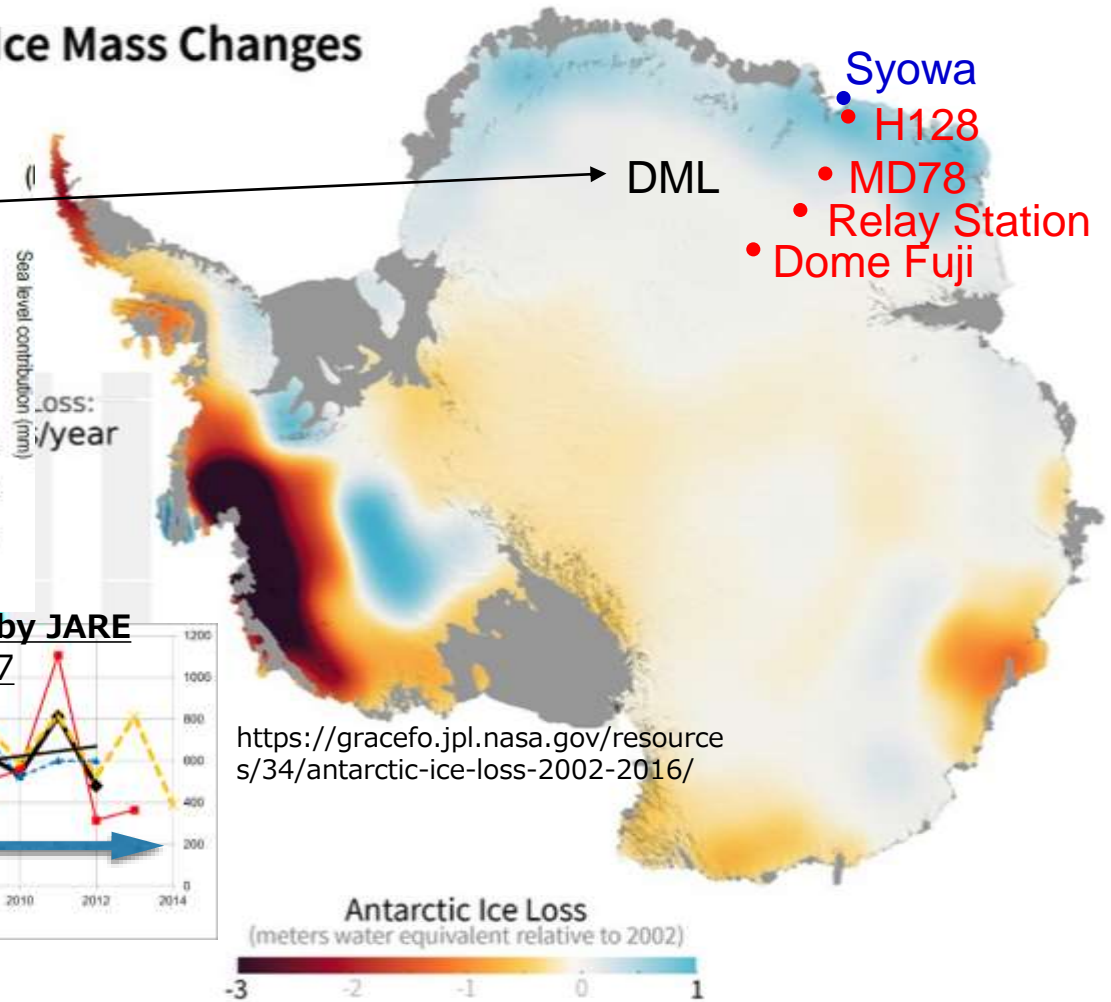 Ice Mass Changes
Syowa
H128
DML
MD78
Relay Station
Dome Fuji
Sea level contribution (mm)
Loss:
s/year
by JARE
7
1200
1000
800
600
400
200
0
2010
2012
2014
https://gracefo.jpl.nasa.gov/resource
s/34/antarctic-ice-loss-2002-2016/
Antarctic Ice Loss
(meters water equivalent relative to 2002)
-3
-2
-1
0
1